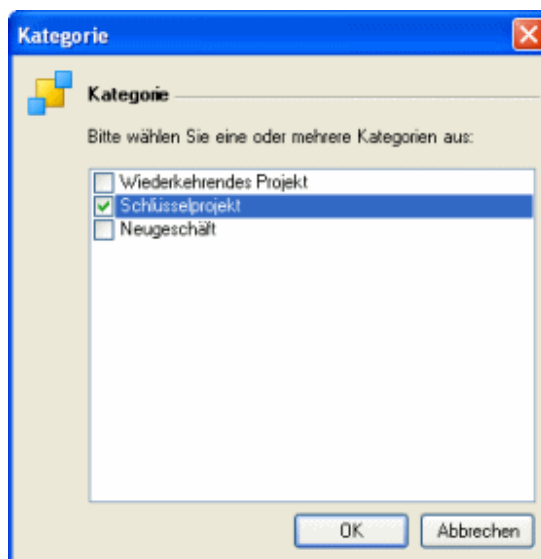 Kategorie
Kategorie
Bitte wählen Sie eine oder mehrere Kategorien aus:
Wiederkehrendes Projekt
Schlüsselprojekt
Neugeschäft
OK Abbrechen